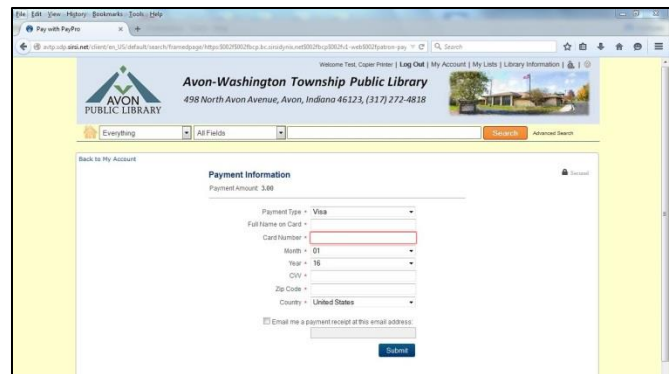 File Edit View History Bookmarks Tools Help
Pay with PayPro × +
Search
Welcome Test, Copier Printer | Log Out | My Account | My Lists | Library Information |
Avon-Washington Township Public Library
498 North Avon Avenue, Avon, Indiana 46123, (317) 272-4818
AVON
PUBLIC LIBRARY
Everything All Fields Search Advanced Search
Back to My Account
Payment Information
Secured
Payment Amount: 3.00
Payment Type * Visa
Full Name on Card *
Card Number *
Month * 01
Year * 16
CVV *
Zip Code *
Country * United States
Email me a payment receipt at this email address:
Submit